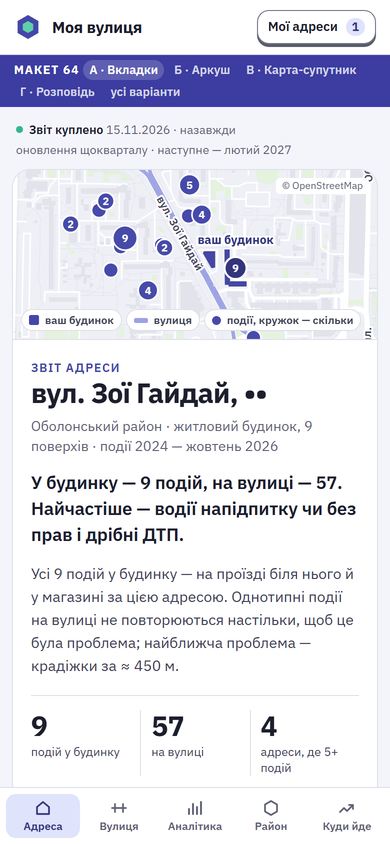 Моя вулиця
Мої адреси 1
МАКЕТ 64 А · Вкладки Б · Аркуш В · Карта-супутник
Г · Розповідь усі варіанти
Звіт куплено 15.11.2026 · назавжди
оновлення щокварталу · наступне — лютий 2027
© OpenStreetMap
5
2
4
2
вул. Зої Гайдай
9
2
ваш будинок
9
4
ваш будинок вулиця події, кружок — скільки
ЗВІТ АДРЕСИ
вул. Зої Гайдай, ••
Оболонський район · житловий будинок, 9
поверхів · події 2024 — жовтень 2026
У будинку — 9 подій, на вулиці — 57.
Найчастіше — водії напідпитку чи без
прав і дрібні ДТП.
Усі 9 подій у будинку — на проїзді біля нього й
у магазині за цією адресою. Однотипні події
на вулиці не повторюються настільки, щоб це
була проблема; найближча проблема —
крадіжки за ≈ 450 м.
9 57 4
подій у будинку на вулиці адреси, де 5+
подій
Адреса Вулиця Аналітика Район Куди йде